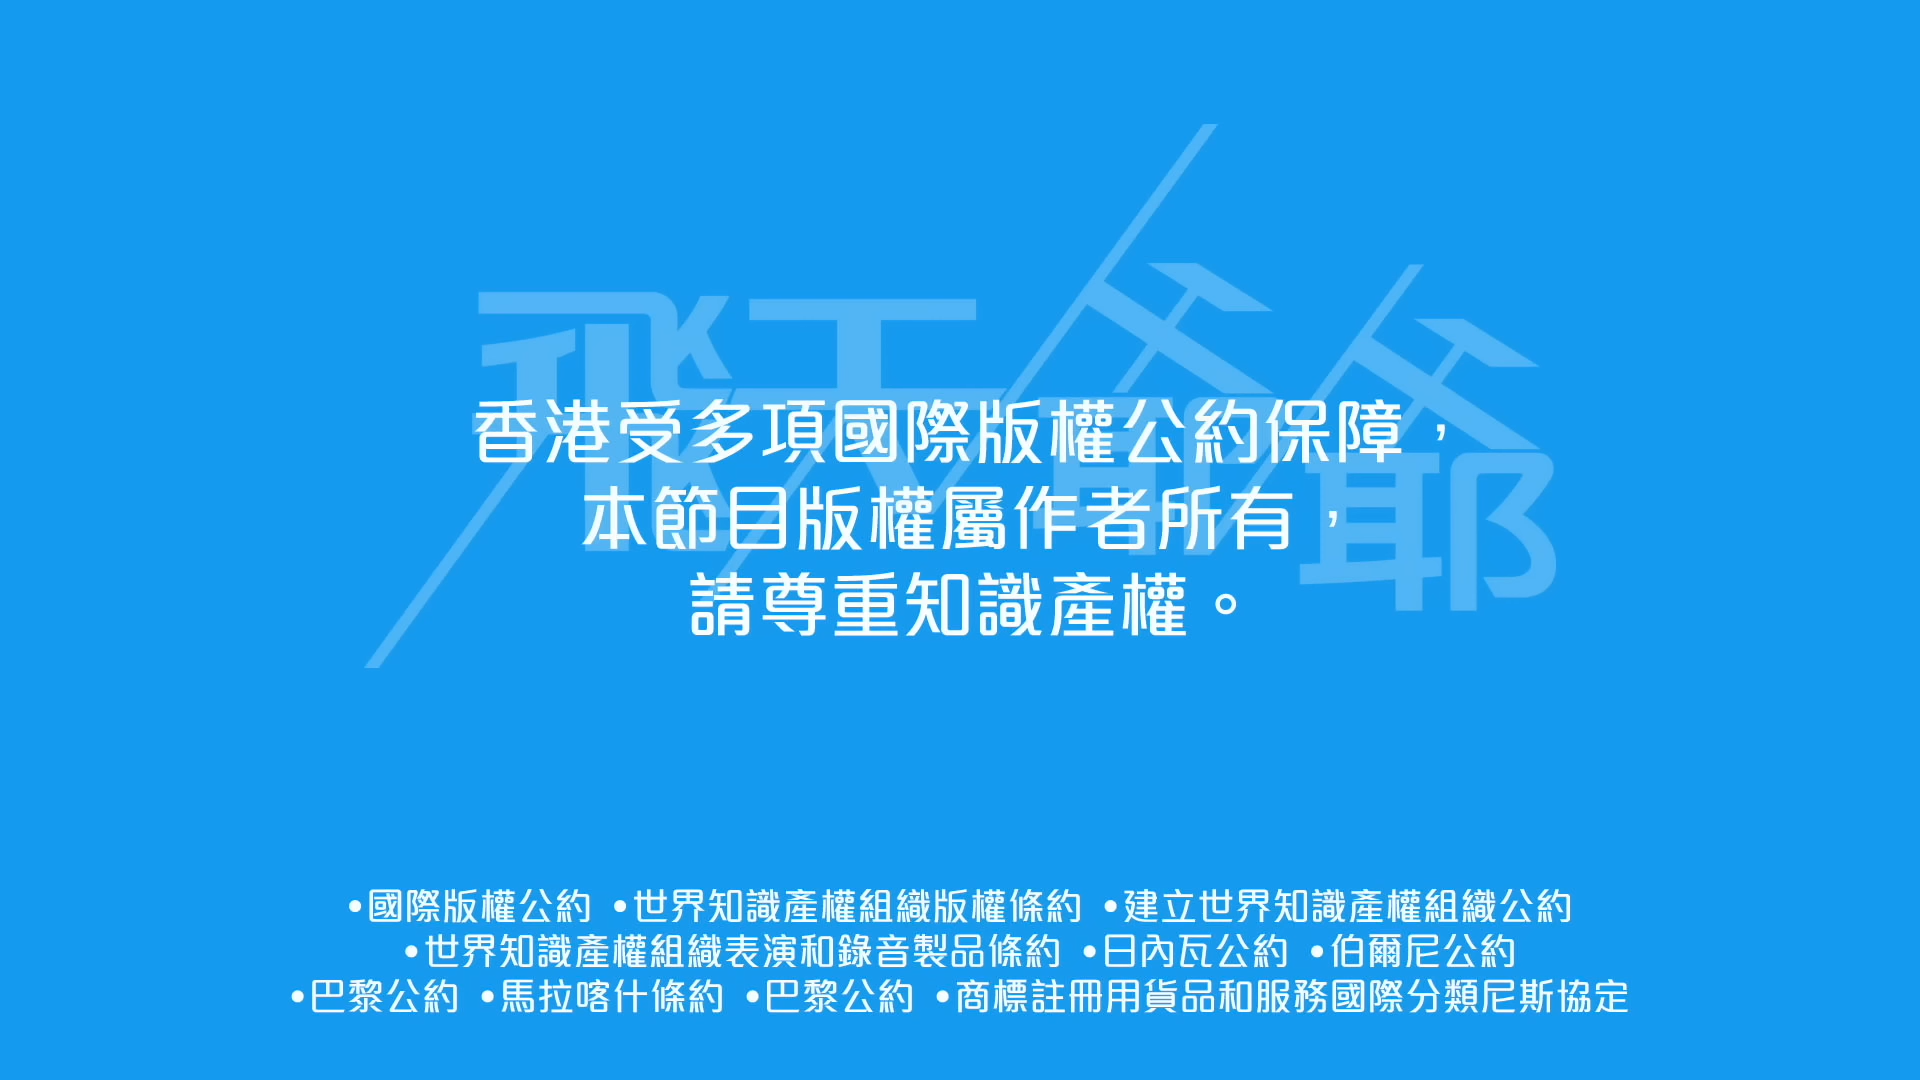 飛天爺爺
香港受多項國際版權公約保障，
本節目版權屬作者所有，
請尊重知識產權。
•國際版權公約 •世界知識產權組織版權條約 •建立世界知識產權組織公約
•世界知識產權組織表演和錄音製品條約 •日內瓦公約 •伯爾尼公約
•巴黎公約 •馬拉喀什條約 •巴黎公約 •商標註冊用貨品和服務國際分類尼斯協定